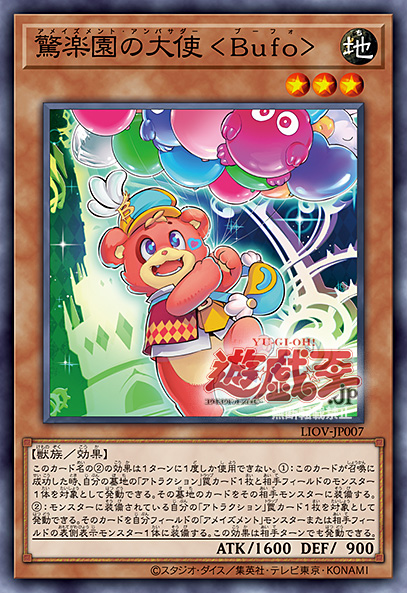 アメイズメント・アンバサダー ブーフォ
驚楽園の大使<Bufo>
ち
地
B
D
YU-GI-OH!
遊戯王.jp
無断転載禁止
LIOV-JP007
【獣族/効果】
このカード名の②の効果は1ターンに1度しか使用できない。①:このカードが召喚に
成功した時、自分の墓地の「アトラクション」罠カード1枚と相手フィールドのモンスター
1体を対象として発動できる。その墓地のカードをその相手モンスターに装備する。
②:モンスターに装備されている自分の「アトラクション」罠カード1枚を対象として
発動できる。そのカードを自分フィールドの「アメイズメント」モンスターまたは相手フィー
ルドの表側表示モンスター1体に装備する。この効果は相手ターンでも発動できる。
ATK/1600 DEF/ 900
©スタジオ・ダイス/集英社・テレビ東京・KONAMI